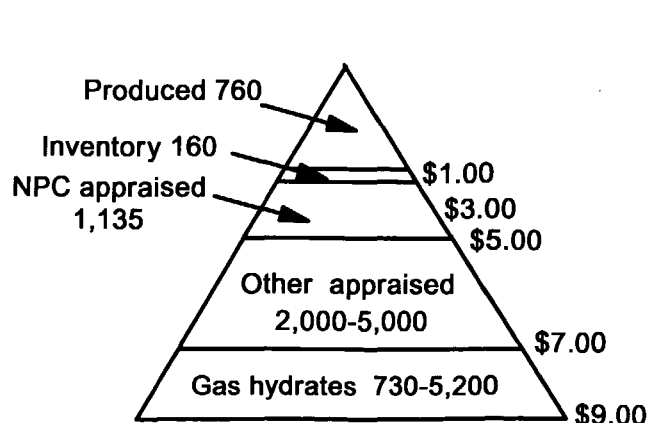 Produced 760
Inventory 160
$1.00
NPC appraised
1,135
$3.00
$5.00
Other appraised
2,000-5,000
$7.00
Gas hydrates 730-5,200
$9.00